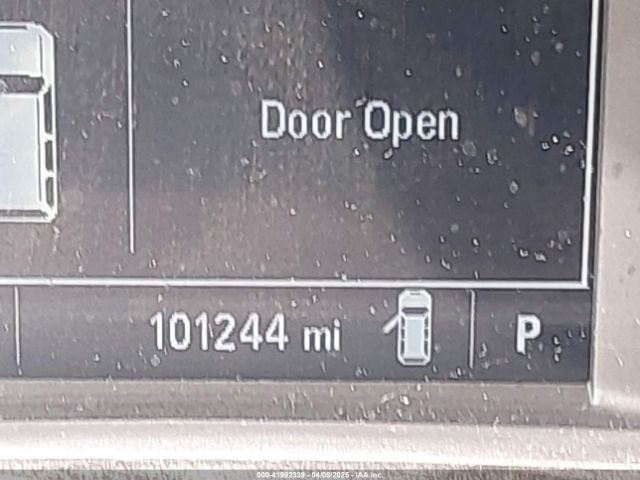 Door Open
101244 mi P
000-41992339 - 04/09/2025 - IAA Inc.